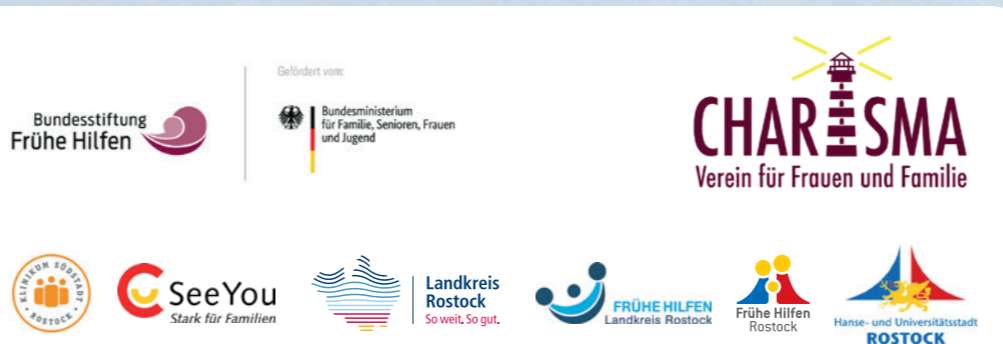 Bundesstiftung
Frühe Hilfen
Gefördert vom:
Bundesministerium
für Familie, Senioren, Frauen
und Jugend
CHARISMA
Verein für Frauen und Familie
KLINIKUM SÜDSTADT
ROSTOCK
SeeYou
Stark für Familien
Landkreis
Rostock
So weit. So gut.
FRÜHE HILFEN
Landkreis Rostock
Frühe Hilfen
Rostock
Hanse- und Universitätsstadt
ROSTOCK